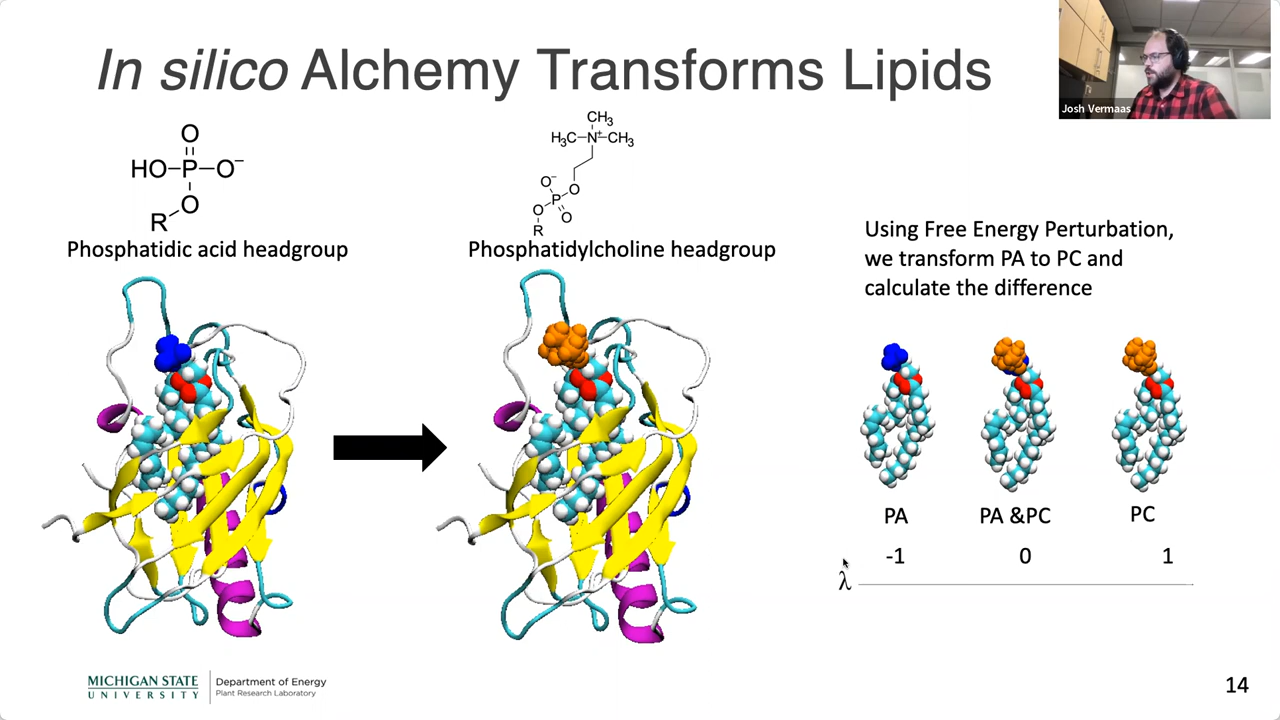 In silico Alchemy Transforms Lipids
Josh Vermaas
O
HO–P–O⁻
O
R
Phosphatidic acid headgroup
CH₃
H₃C–N⁺–CH₃
O⁻
P
O
O
O
R
Phosphatidylcholine headgroup
Using Free Energy Perturbation,
we transform PA to PC and
calculate the difference
PA
PA &PC
PC
-1
0
1
λ
MICHIGAN STATE
UNIVERSITY
Department of Energy
Plant Research Laboratory
14